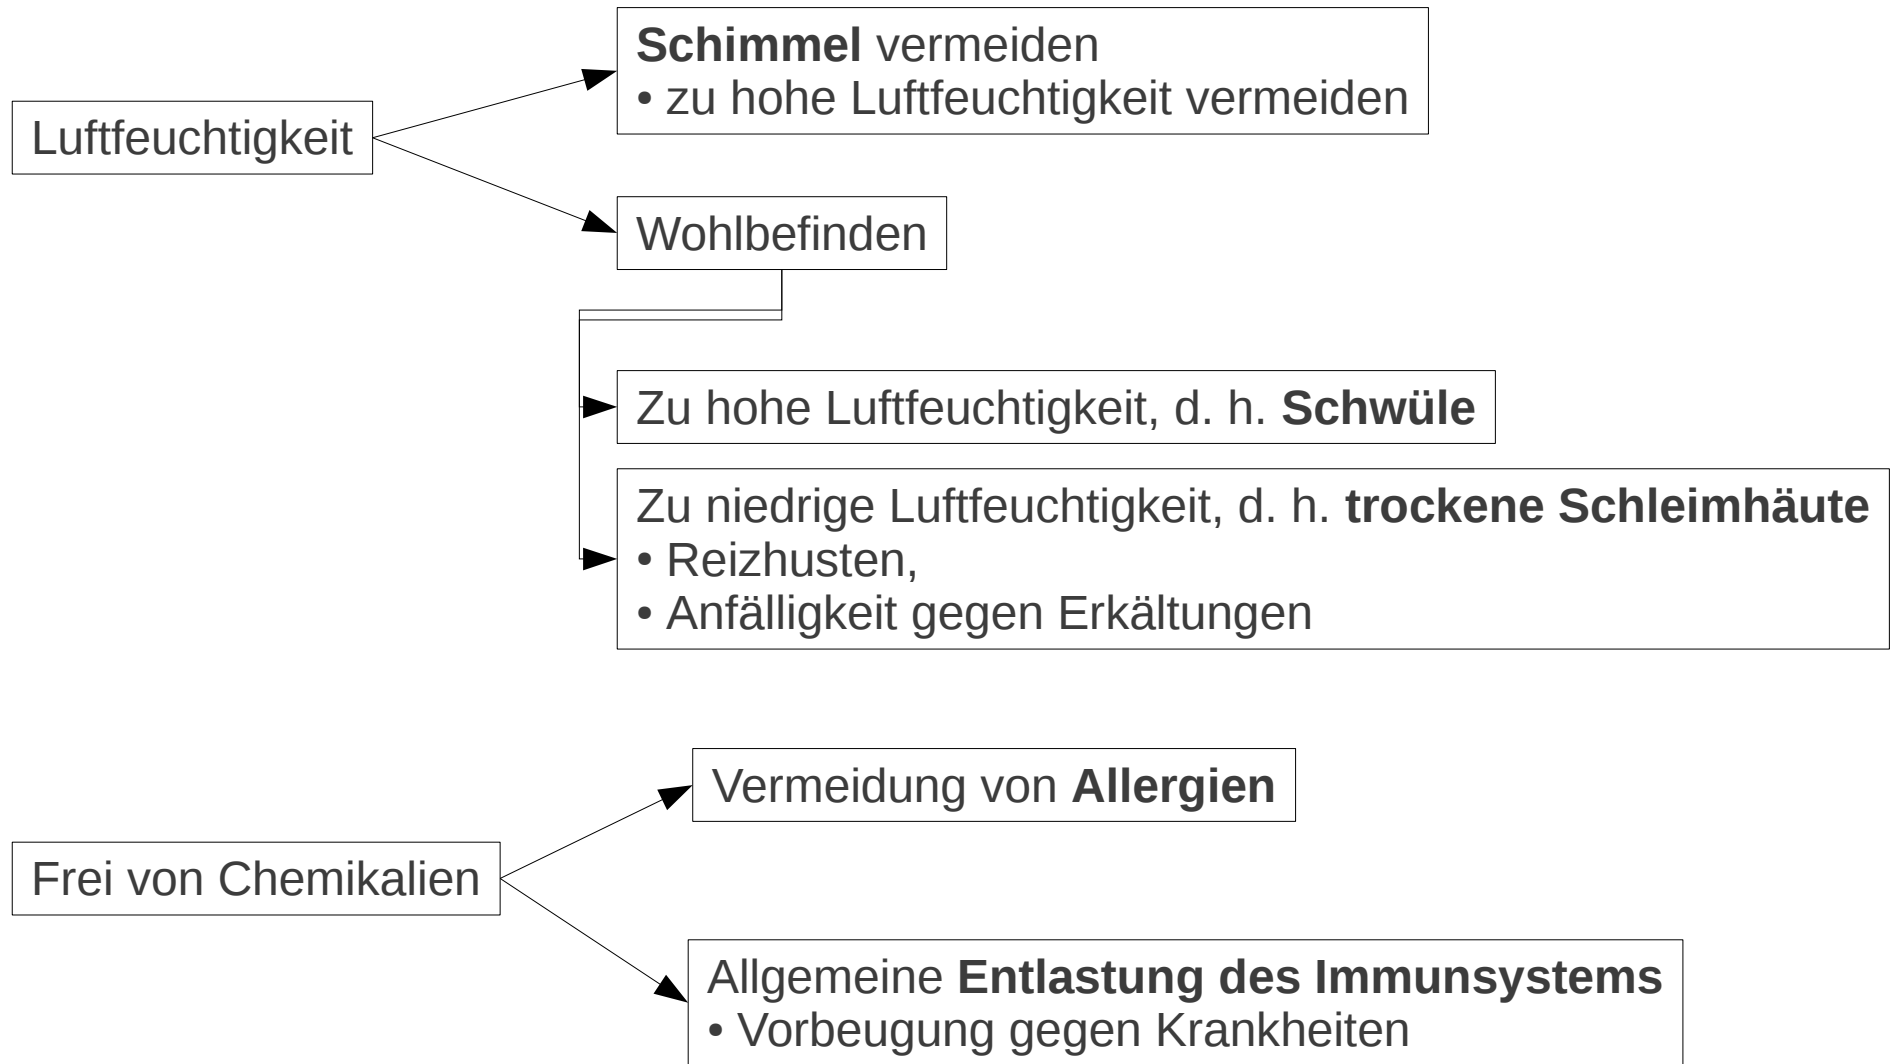 Luftfeuchtigkeit
Schimmel vermeiden
• zu hohe Luftfeuchtigkeit vermeiden
Wohlbefinden
Zu hohe Luftfeuchtigkeit, d. h. Schwüle
Zu niedrige Luftfeuchtigkeit, d. h. trockene Schleimhäute
• Reizhusten,
• Anfälligkeit gegen Erkältungen
Frei von Chemikalien
Vermeidung von Allergien
Allgemeine Entlastung des Immunsystems
• Vorbeugung gegen Krankheiten